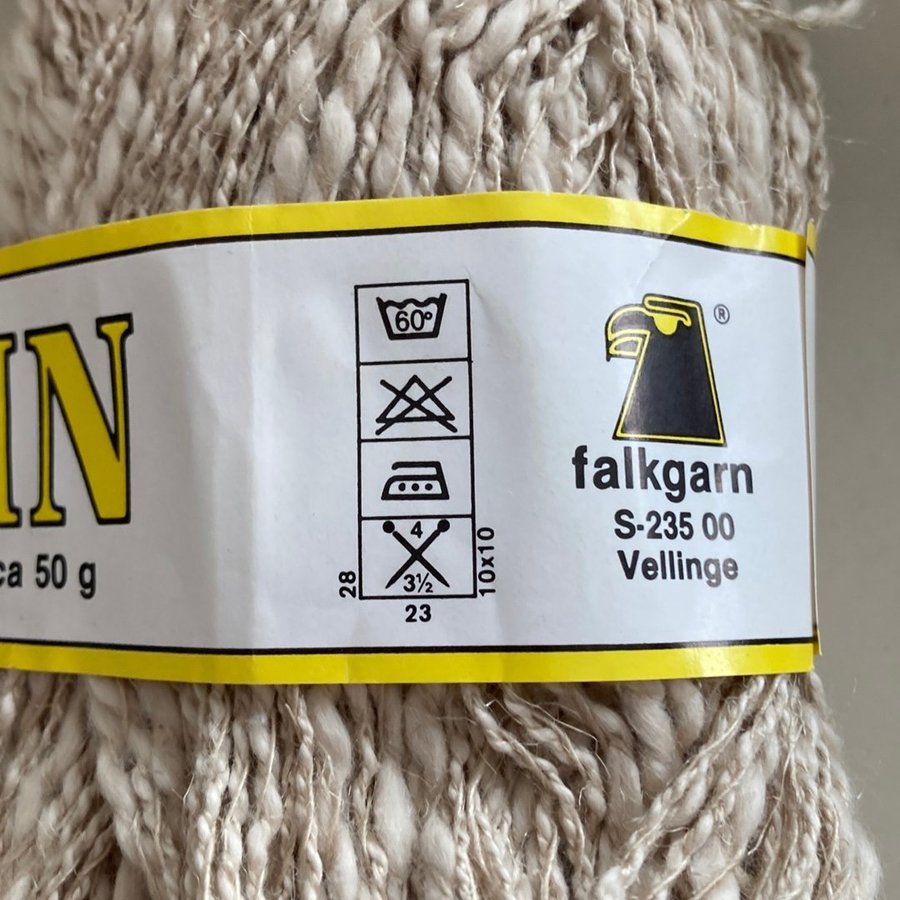 IN
ca 50 g
60°
4
3½
28
10x10
23
®
falkgarn
S-235 00
Vellinge